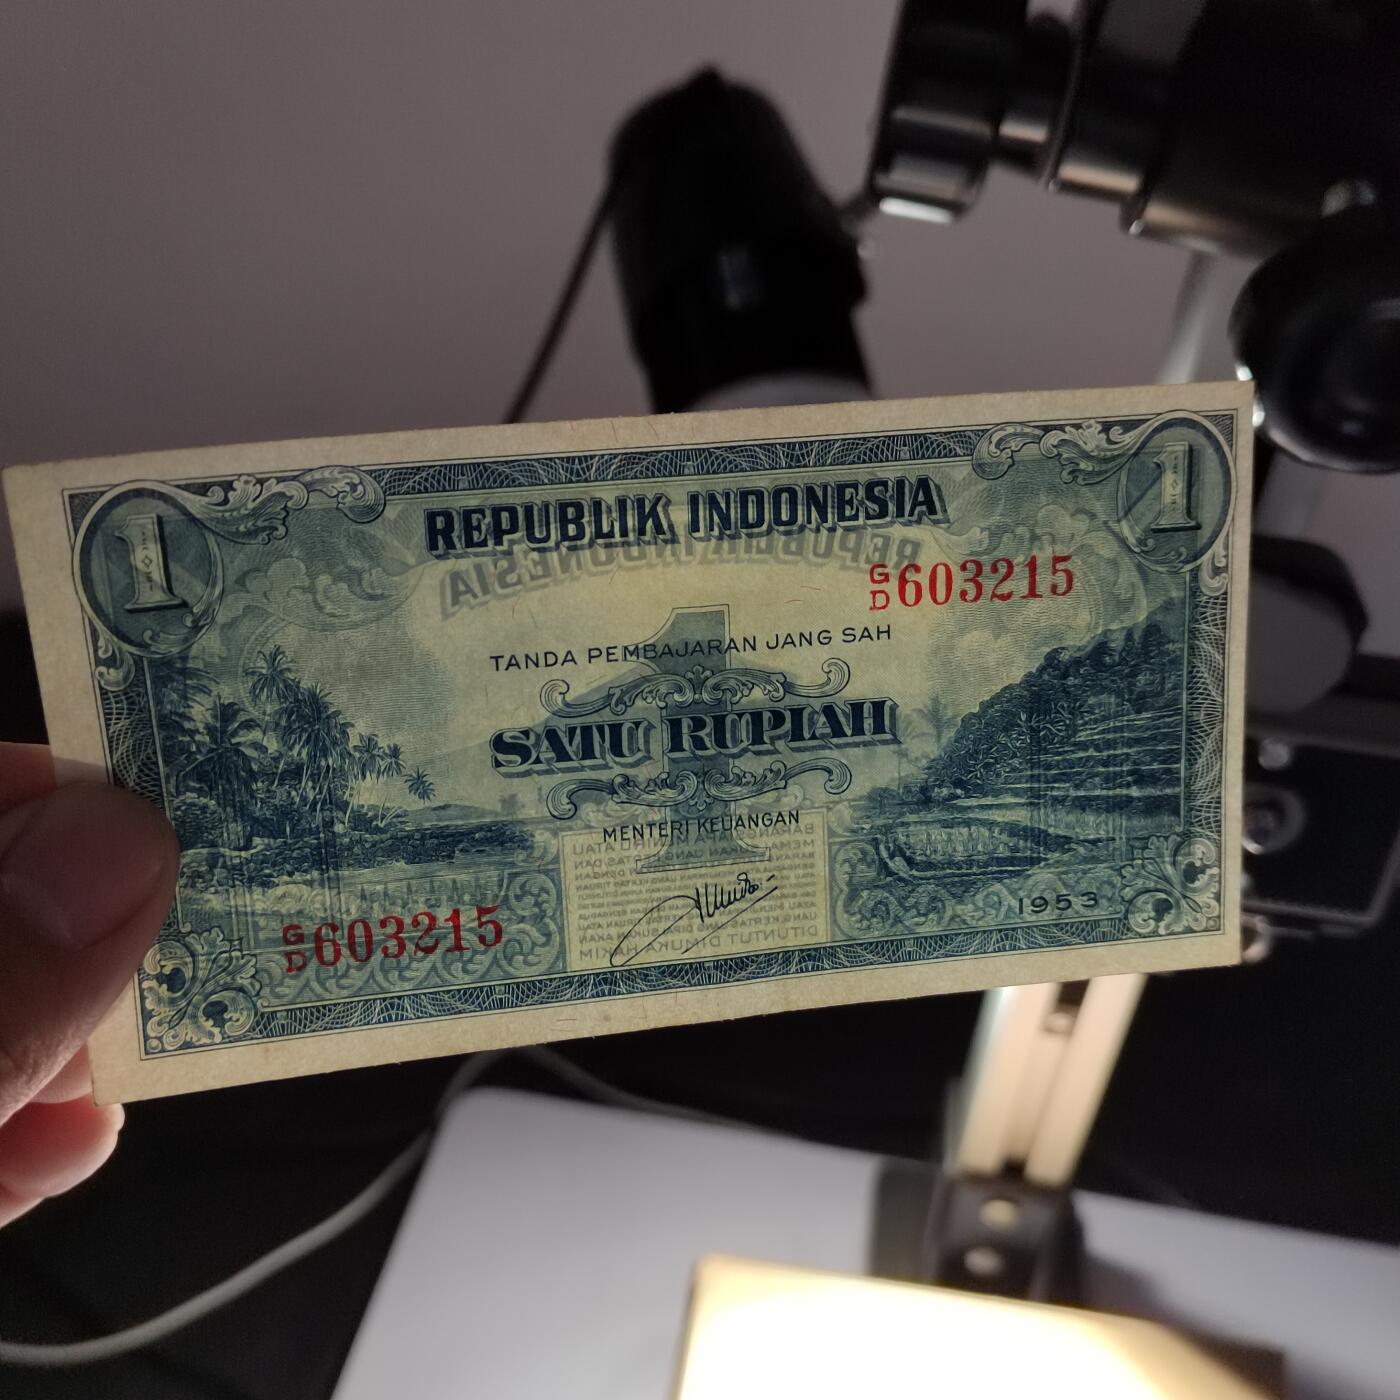 1
1
REPUBLIK INDONESIA
G
D 603215
TANDA PEMBAJARAN JANG SAH
SATU RUPIAH
MENTERI KEUANGAN
1953
G
D 603215